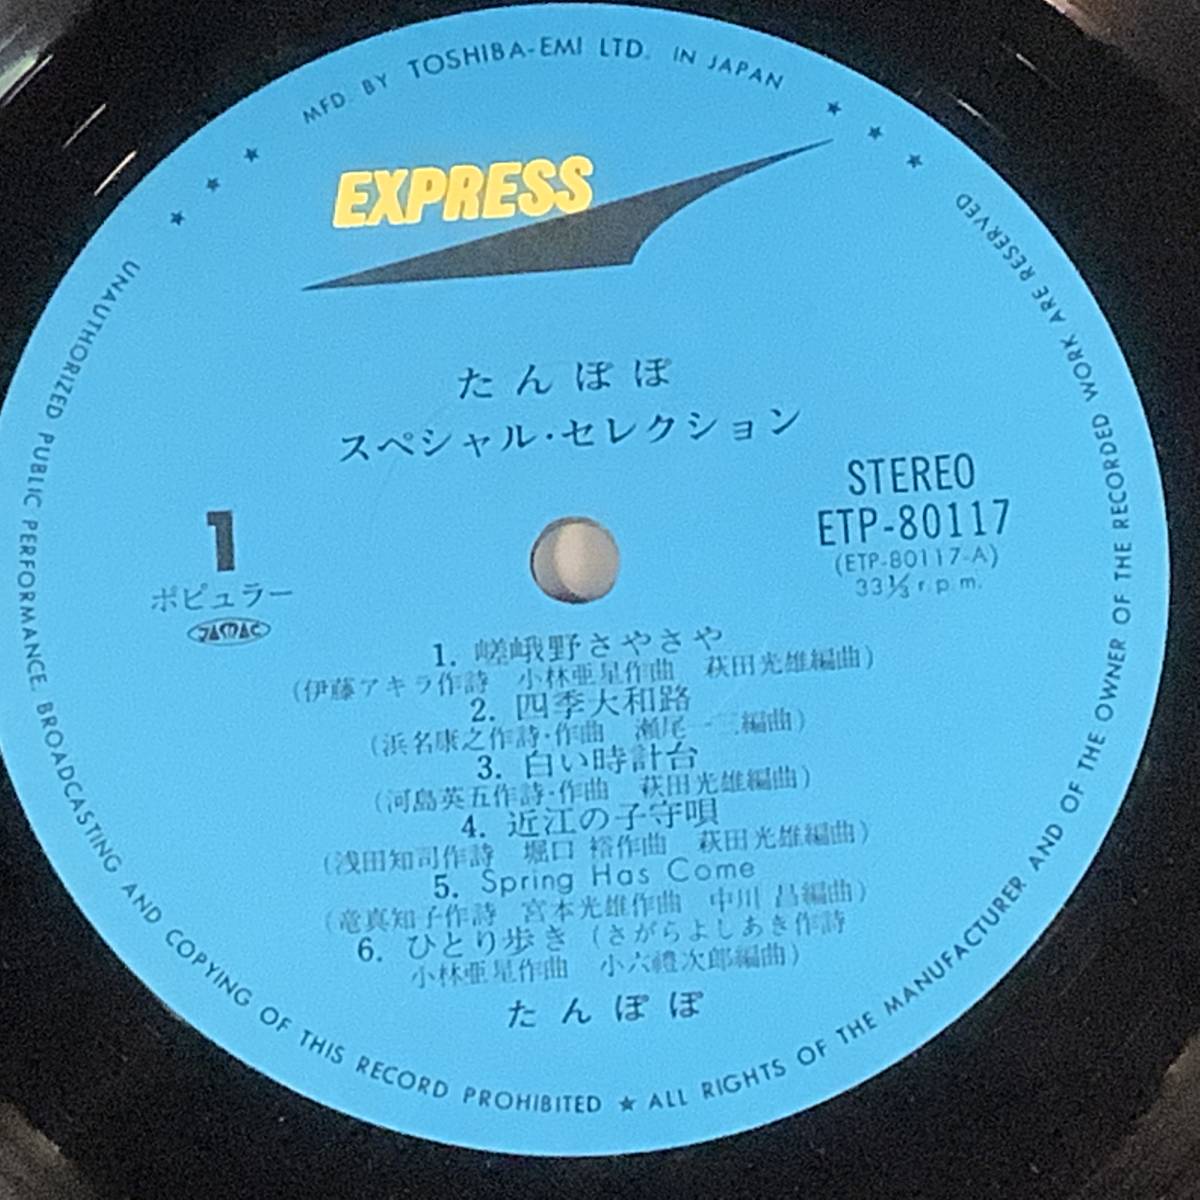 MFD. BY TOSHIBA-EMI LTD. IN JAPAN ★ ★ ★
EXPRESS
たんぽぽ
スペシャル・セレクション
STEREO
ETP-80117
(ETP-80117-A)
33⅓ r.p.m.
1
ポピュラー
JAMAC
1. 嵯峨野さやさや
(伊藤アキラ作詩 小林亜星作曲 萩田光雄編曲)
2. 四季大和路
(浜名康之作詩・作曲 瀬尾一三編曲)
3. 白い時計台
(河島英五作詩・作曲 萩田光雄編曲)
4. 近江の子守唄
(浅田知司作詩 堀口 裕作曲 萩田光雄編曲)
5. Spring Has Come
(竜真知子作詩 宮本光雄作曲 中川 昌編曲)
6. ひとり歩き (さがらよしあき作詩
小林亜星作曲 小六禮次郎編曲)
たんぽぽ
★ ★ ★ UNAUTHORIZED PUBLIC PERFORMANCE. BROADCASTING AND COPYING OF THIS RECORD PROHIBITED ★ ALL RIGHTS OF THE MANUFACTURER AND OF THE OWNER OF THE RECORDED WORK ARE RESERVED